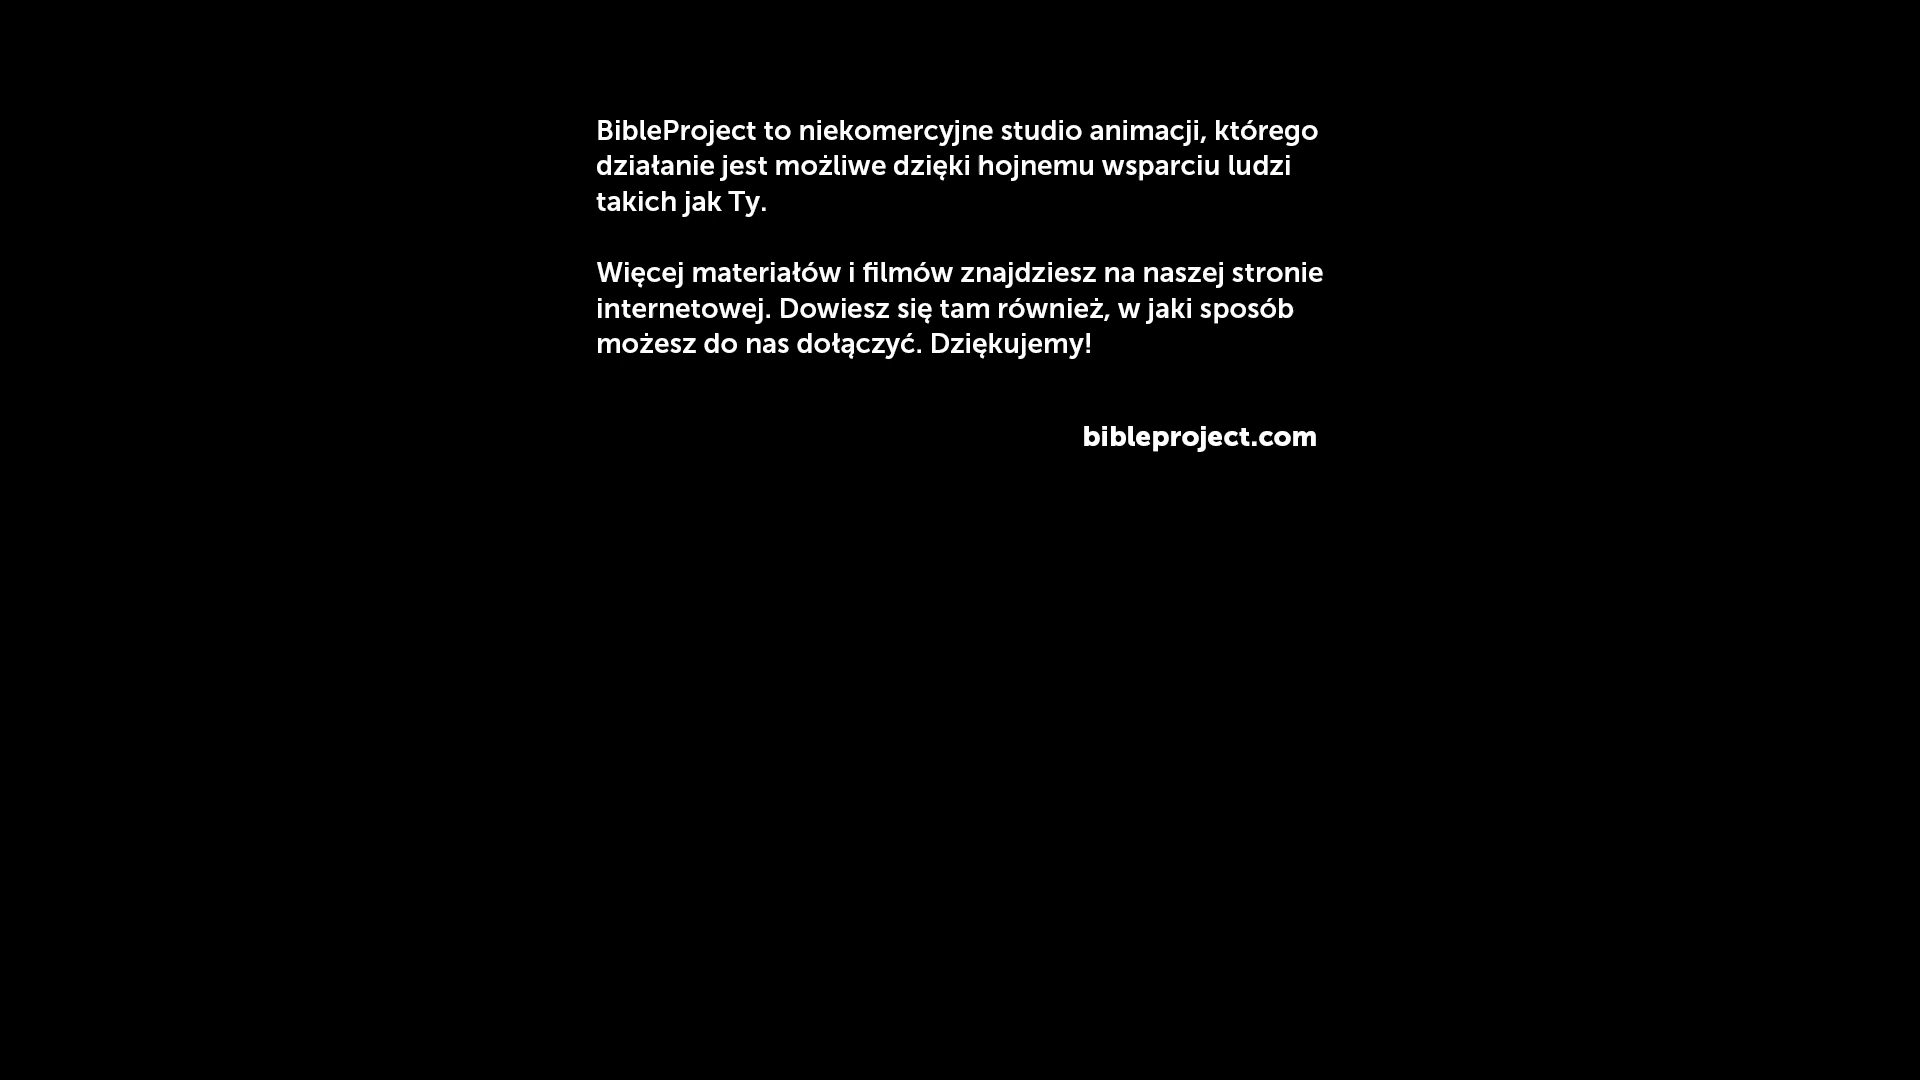 BibleProject to niekomercyjne studio animacji, którego
działanie jest możliwe dzięki hojnemu wsparciu ludzi
takich jak Ty.
Więcej materiałów i filmów znajdziesz na naszej stronie
internetowej. Dowiesz się tam również, w jaki sposób
możesz do nas dołączyć. Dziękujemy!
bibleproject.com